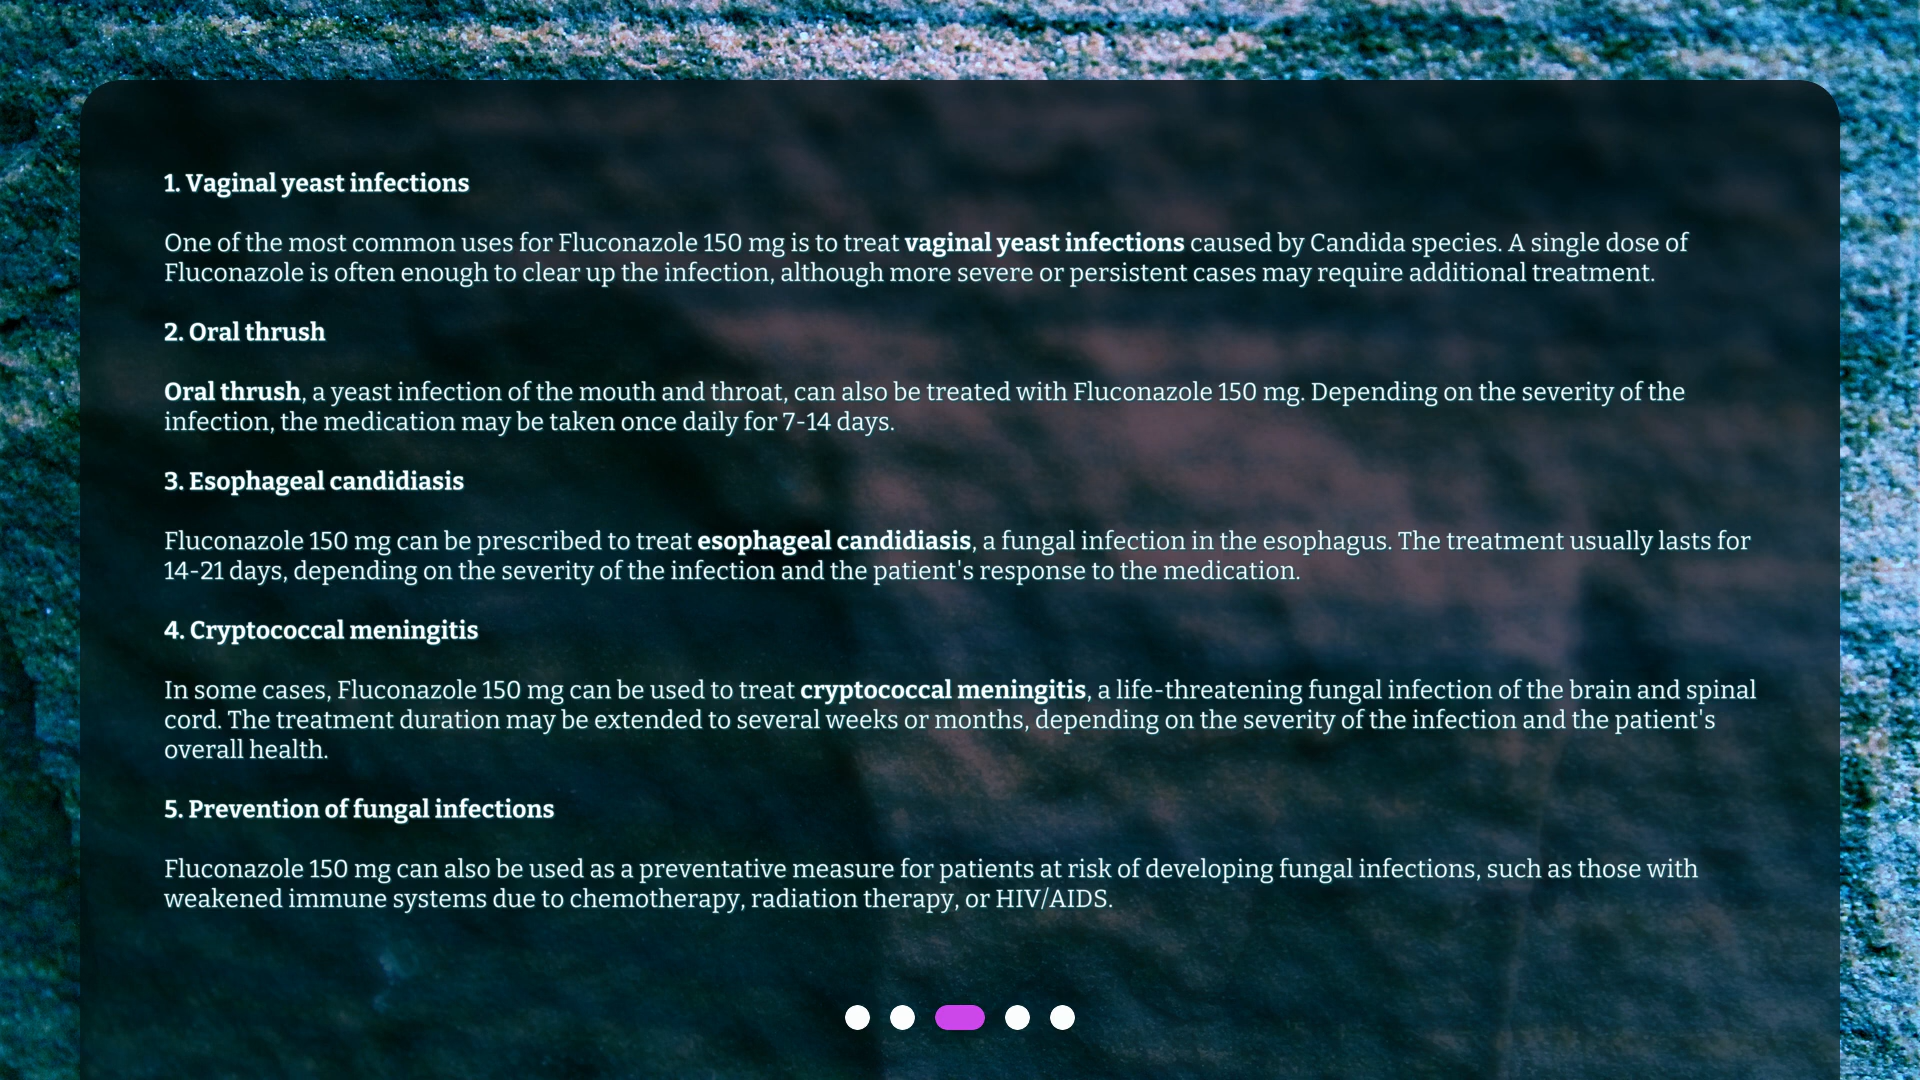 1. Vaginal yeast infections
One of the most common uses for Fluconazole 150 mg is to treat vaginal yeast infections caused by Candida species. A single dose of
Fluconazole is often enough to clear up the infection, although more severe or persistent cases may require additional treatment.
2. Oral thrush
Oral thrush, a yeast infection of the mouth and throat, can also be treated with Fluconazole 150 mg. Depending on the severity of the
infection, the medication may be taken once daily for 7-14 days.
3. Esophageal candidiasis
Fluconazole 150 mg can be prescribed to treat esophageal candidiasis, a fungal infection in the esophagus. The treatment usually lasts for
14-21 days, depending on the severity of the infection and the patient's response to the medication.
4. Cryptococcal meningitis
In some cases, Fluconazole 150 mg can be used to treat cryptococcal meningitis, a life-threatening fungal infection of the brain and spinal
cord. The treatment duration may be extended to several weeks or months, depending on the severity of the infection and the patient's
overall health.
5. Prevention of fungal infections
Fluconazole 150 mg can also be used as a preventative measure for patients at risk of developing fungal infections, such as those with
weakened immune systems due to chemotherapy, radiation therapy, or HIV/AIDS.